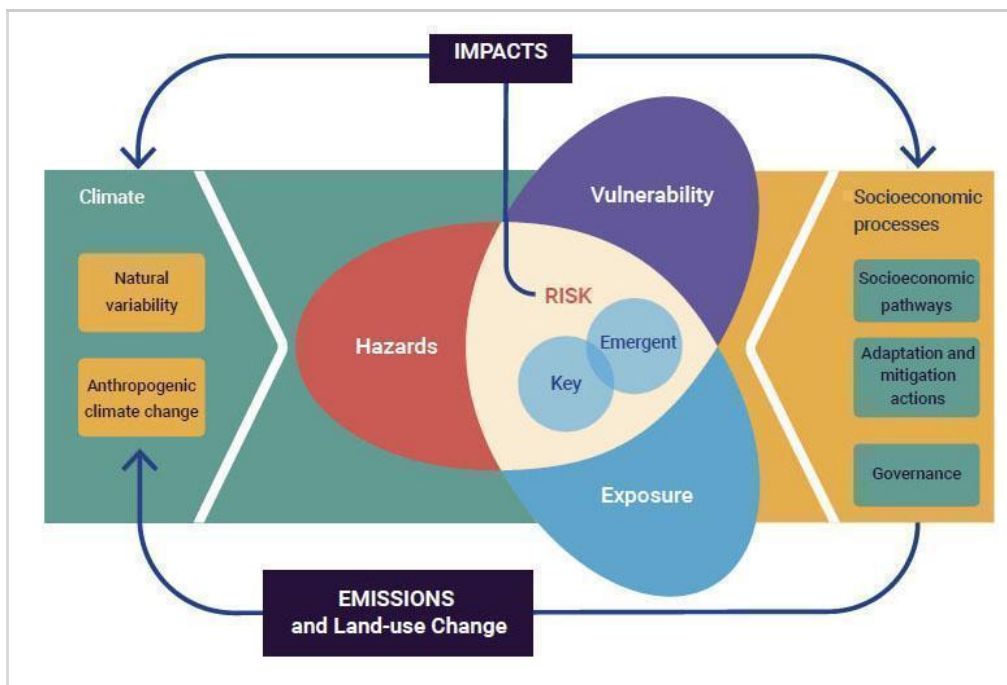 IMPACTS
Climate
Natural
variability
Anthropogenic
climate change
Hazards
Vulnerability
RISK
Emergent
Key
Exposure
Socioeconomic
processes
Socioeconomic
pathways
Adaptation and
mitigation
actions
Governance
EMISSIONS
and Land-use Change